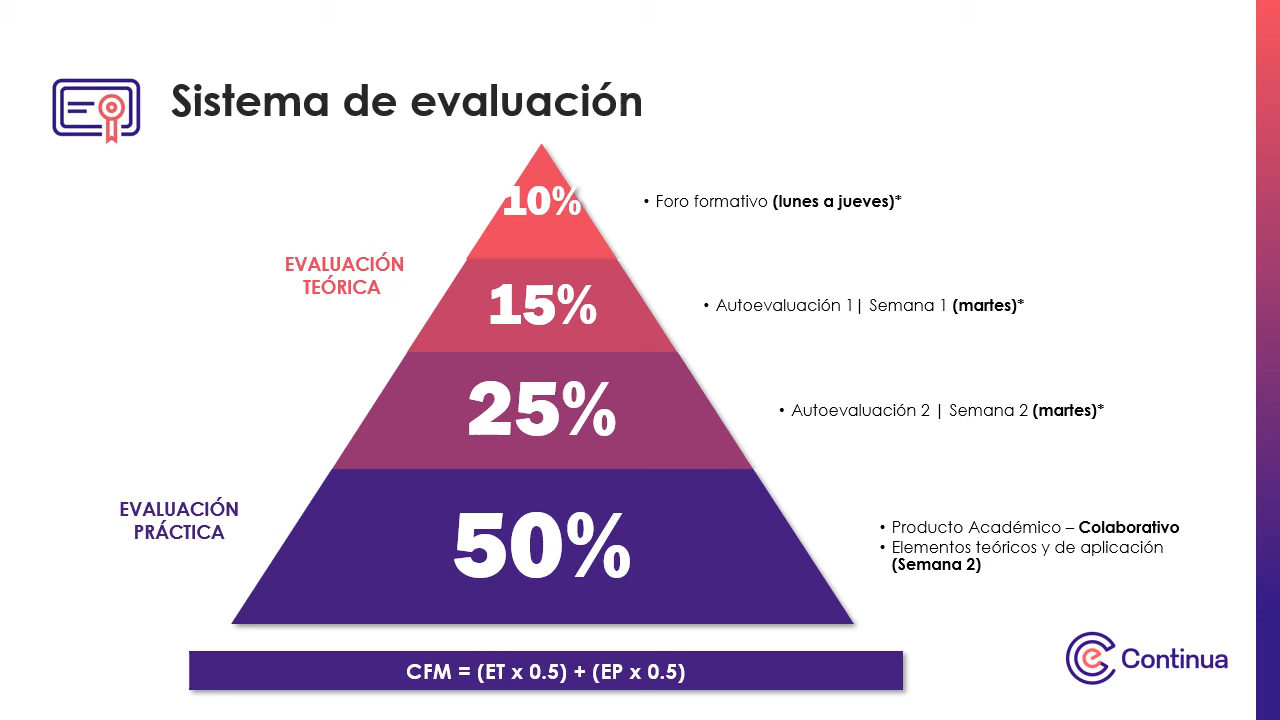 Sistema de evaluación
10%
• Foro formativo (lunes a jueves)*
EVALUACIÓN
TEÓRICA
15%
• Autoevaluación 1| Semana 1 (martes)*
25%
• Autoevaluación 2 | Semana 2 (martes)*
EVALUACIÓN
PRÁCTICA
50%
• Producto Académico – Colaborativo
• Elementos teóricos y de aplicación
(Semana 2)
CFM = (ET x 0.5) + (EP x 0.5)
Continua